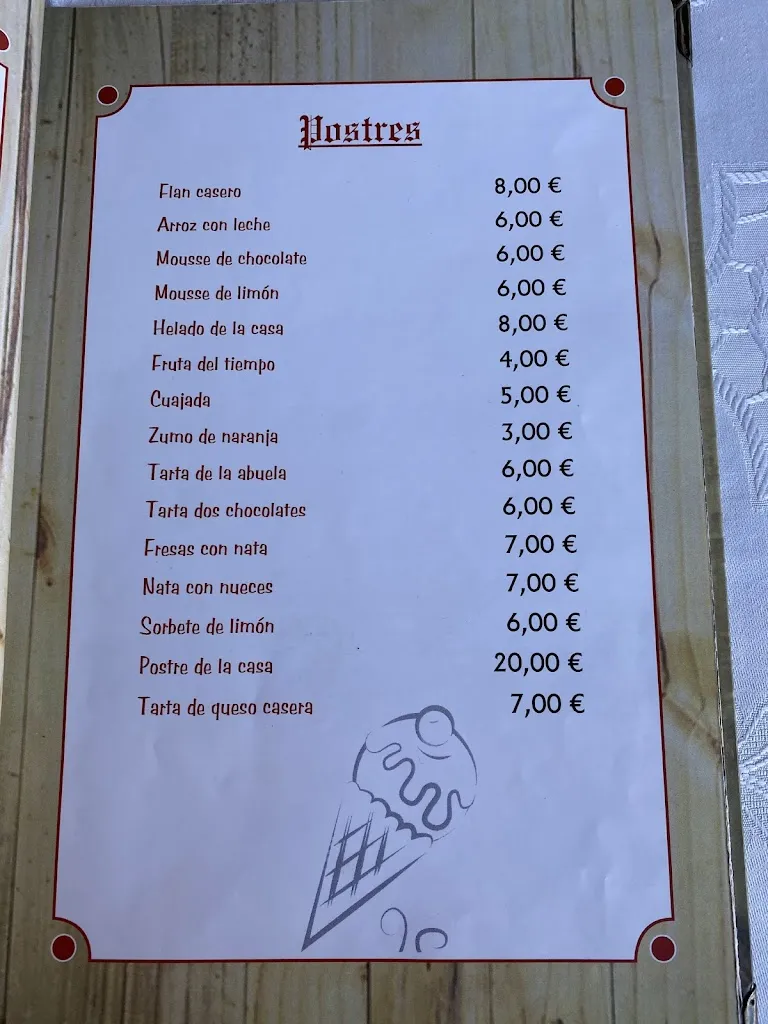 Postres
Flan casero 8,00 €
Arroz con leche 6,00 €
Mousse de chocolate 6,00 €
Mousse de limón 6,00 €
Helado de la casa 8,00 €
Fruta del tiempo 4,00 €
Cuajada 5,00 €
Zumo de naranja 3,00 €
Tarta de la abuela 6,00 €
Tarta dos chocolates 6,00 €
Fresas con nata 7,00 €
Nata con nueces 7,00 €
Sorbete de limón 6,00 €
Postre de la casa 20,00 €
Tarta de queso casera 7,00 €